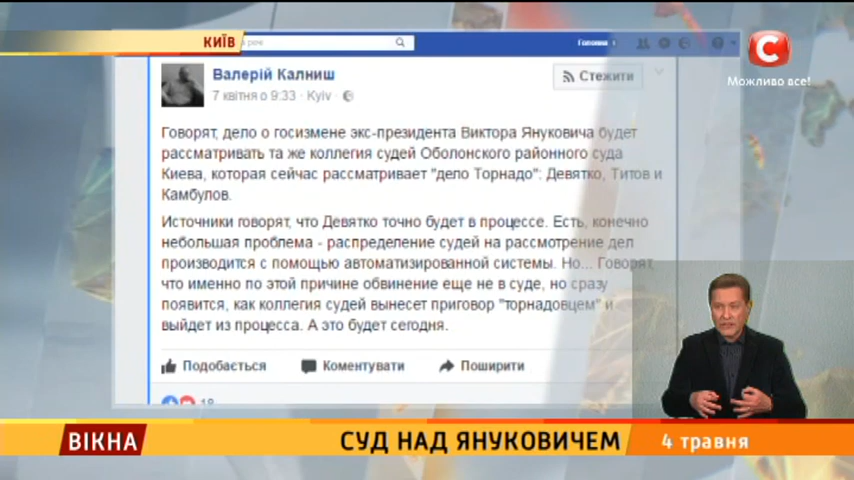 КИЇВ
Головна
С
Можливо все!
Валерій Калниш
7 квітня о 9:33 · Kyiv ·
Стежити
Говорят, дело о госизмене экс-президента Виктора Януковича будет
рассматривать та же коллегия судей Оболонского районного суда
Киева, которая сейчас рассматривает "дело Торнадо": Девятко, Титов и
Камбулов.
Источники говорят, что Девятко точно будет в процессе. Есть, конечно
небольшая проблема - распределение судей на рассмотрение дел
производится с помощью автоматизированной системы. Но... Говорят,
что именно по этой причине обвинение еще не в суде, но сразу
появится, как коллегия судей вынесет приговор "торнадовцем" и
выйдет из процесса. А это будет сегодня.
Подобається Коментувати Поширити
ВІКНА
СУД НАД ЯНУКОВИЧЕМ
4 травня